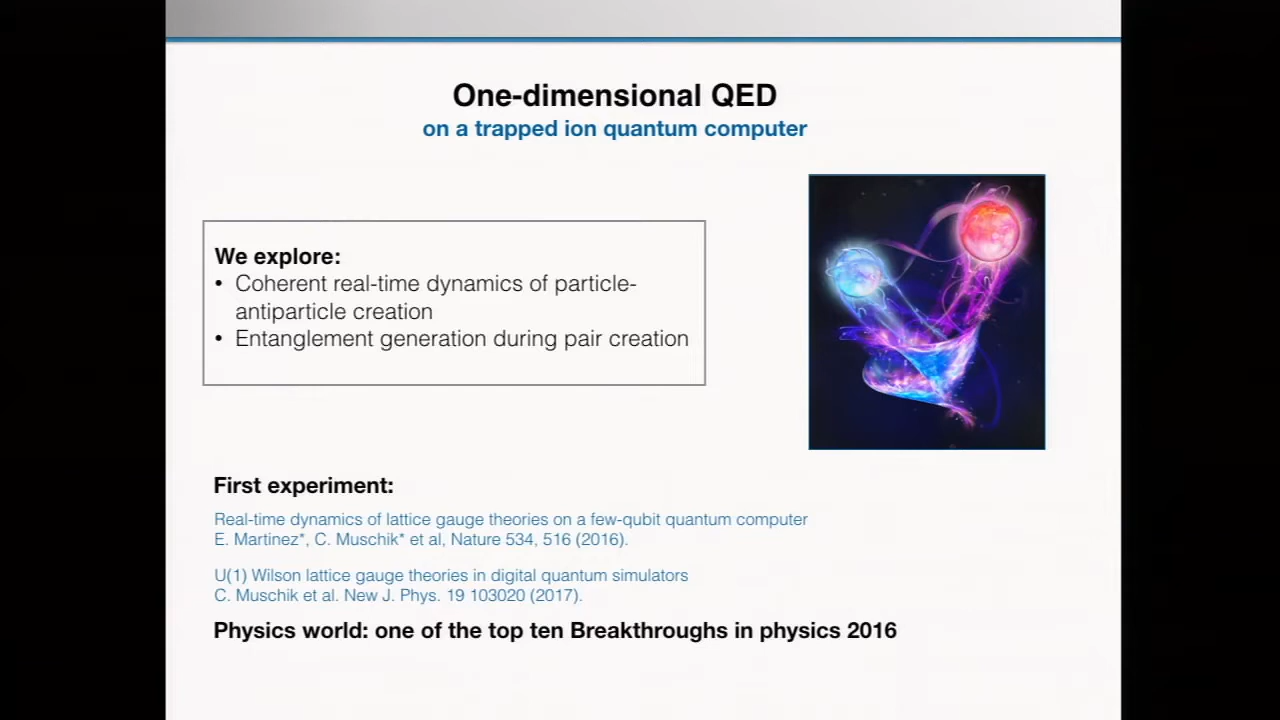 One-dimensional QED
on a trapped ion quantum computer
We explore:
• Coherent real-time dynamics of particle-
antiparticle creation
• Entanglement generation during pair creation
First experiment:
Real-time dynamics of lattice gauge theories on a few-qubit quantum computer
E. Martinez*, C. Muschik* et al, Nature 534, 516 (2016).
U(1) Wilson lattice gauge theories in digital quantum simulators
C. Muschik et al. New J. Phys. 19 103020 (2017).
Physics world: one of the top ten Breakthroughs in physics 2016